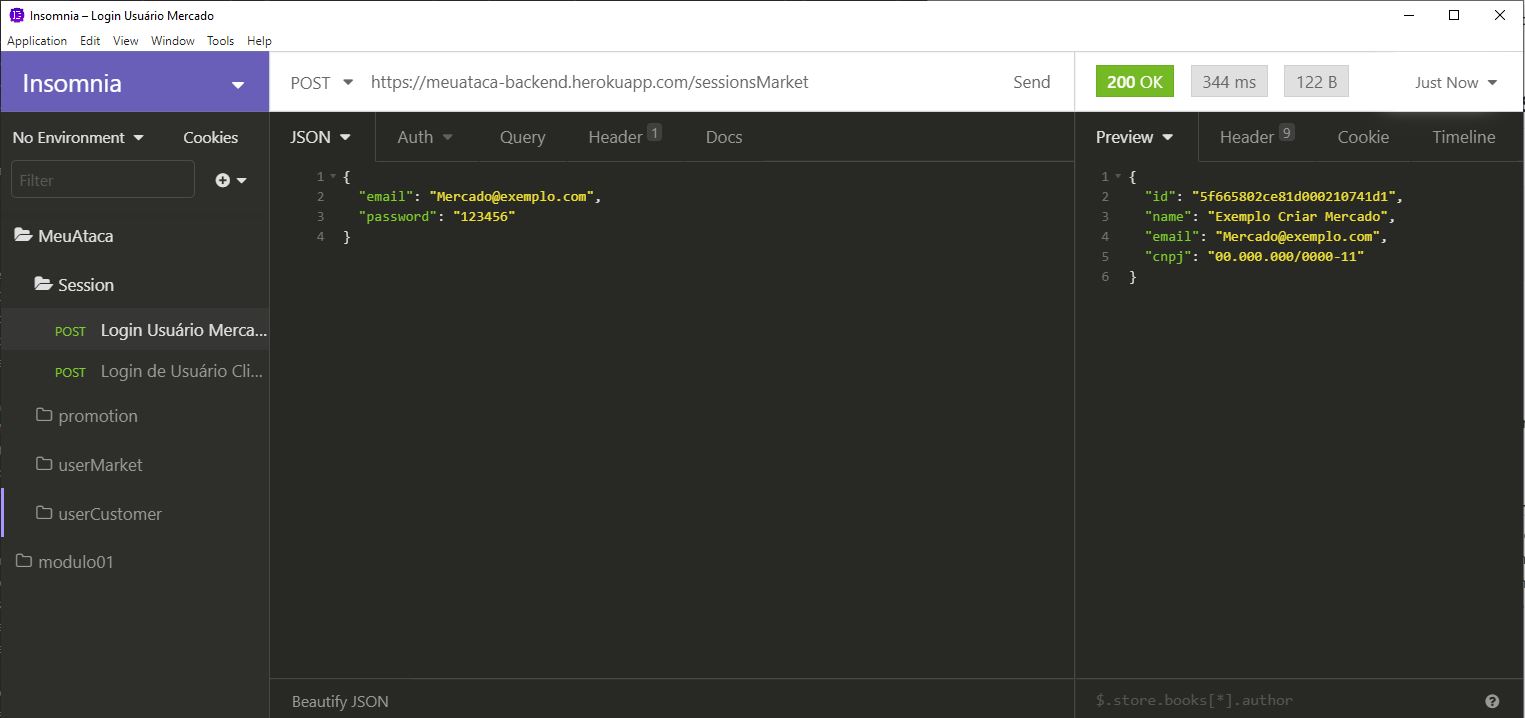 Insomnia – Login Usuário Mercado
Application Edit View Window Tools Help
Insomnia
POST https://meuataca-backend.herokuapp.com/sessionsMarket Send
200 OK 344 ms 122 B Just Now
No Environment Cookies
Filter
MeuAtaca
Session
POST Login Usuário Merca...
POST Login de Usuário Cli...
promotion
userMarket
userCustomer
modulo01
JSON Auth Query Header 1 Docs
1 {
2 "email": "Mercado@exemplo.com",
3 "password": "123456"
4 }
Beautify JSON
Preview Header 9 Cookie Timeline
1 {
2 "id": "5f665802ce81d000210741d1",
3 "name": "Exemplo Criar Mercado",
4 "email": "Mercado@exemplo.com",
5 "cnpj": "00.000.000/0000-11"
6 }
$.store.books[*].author